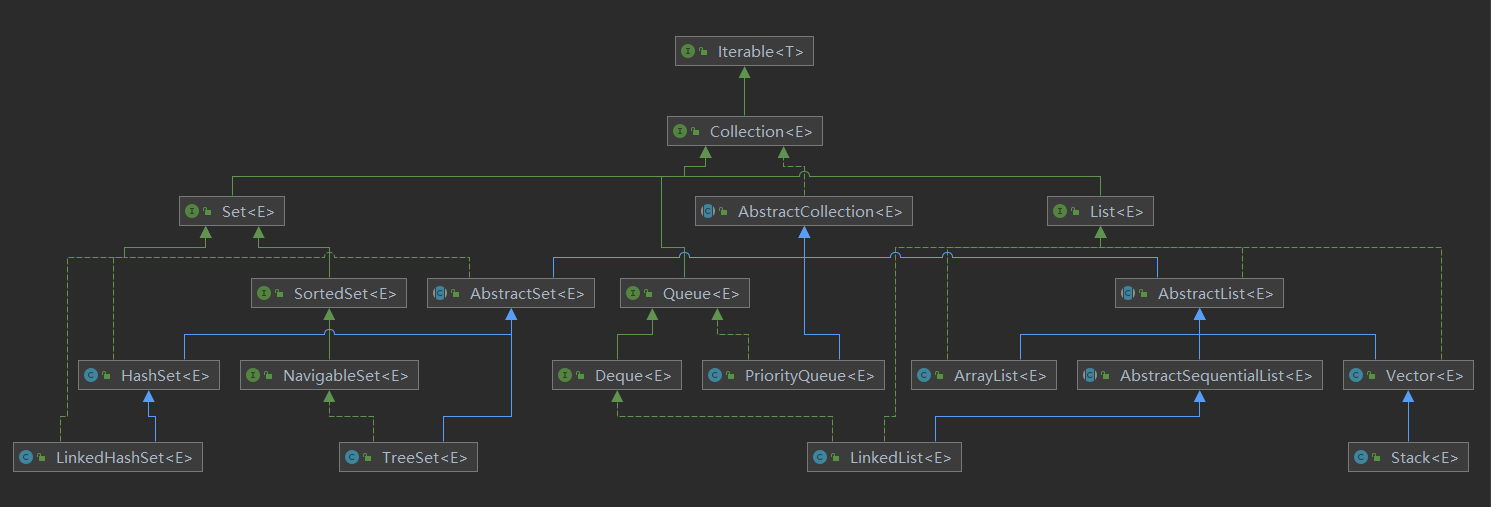 Iterable<T>
Collection<E>
Set<E>
AbstractCollection<E>
List<E>
SortedSet<E>
AbstractSet<E>
Queue<E>
AbstractList<E>
HashSet<E>
NavigableSet<E>
Deque<E>
PriorityQueue<E>
ArrayList<E>
AbstractSequentialList<E>
Vector<E>
LinkedHashSet<E>
TreeSet<E>
LinkedList<E>
Stack<E>